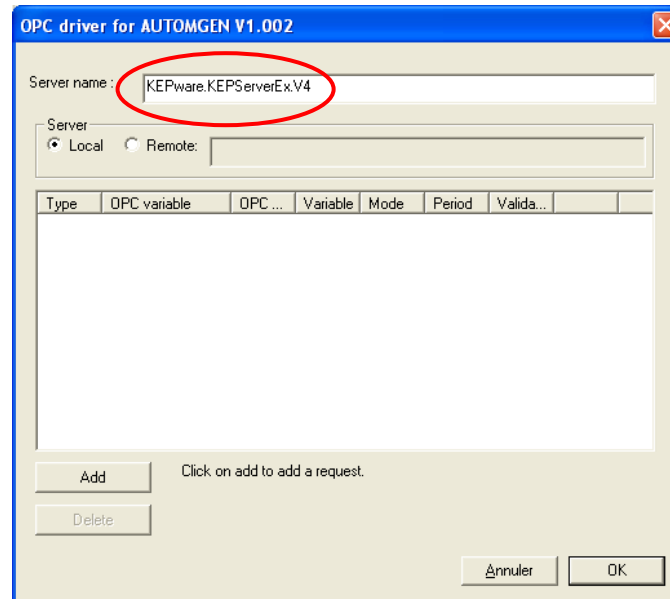 OPC driver for AUTOMGEN V1.002
Server name : KEPware.KEPServerEx.V4
Server
Local Remote:
Type OPC variable OPC ... Variable Mode Period Valida...
Add Click on add to add a request.
Delete
Annuler OK